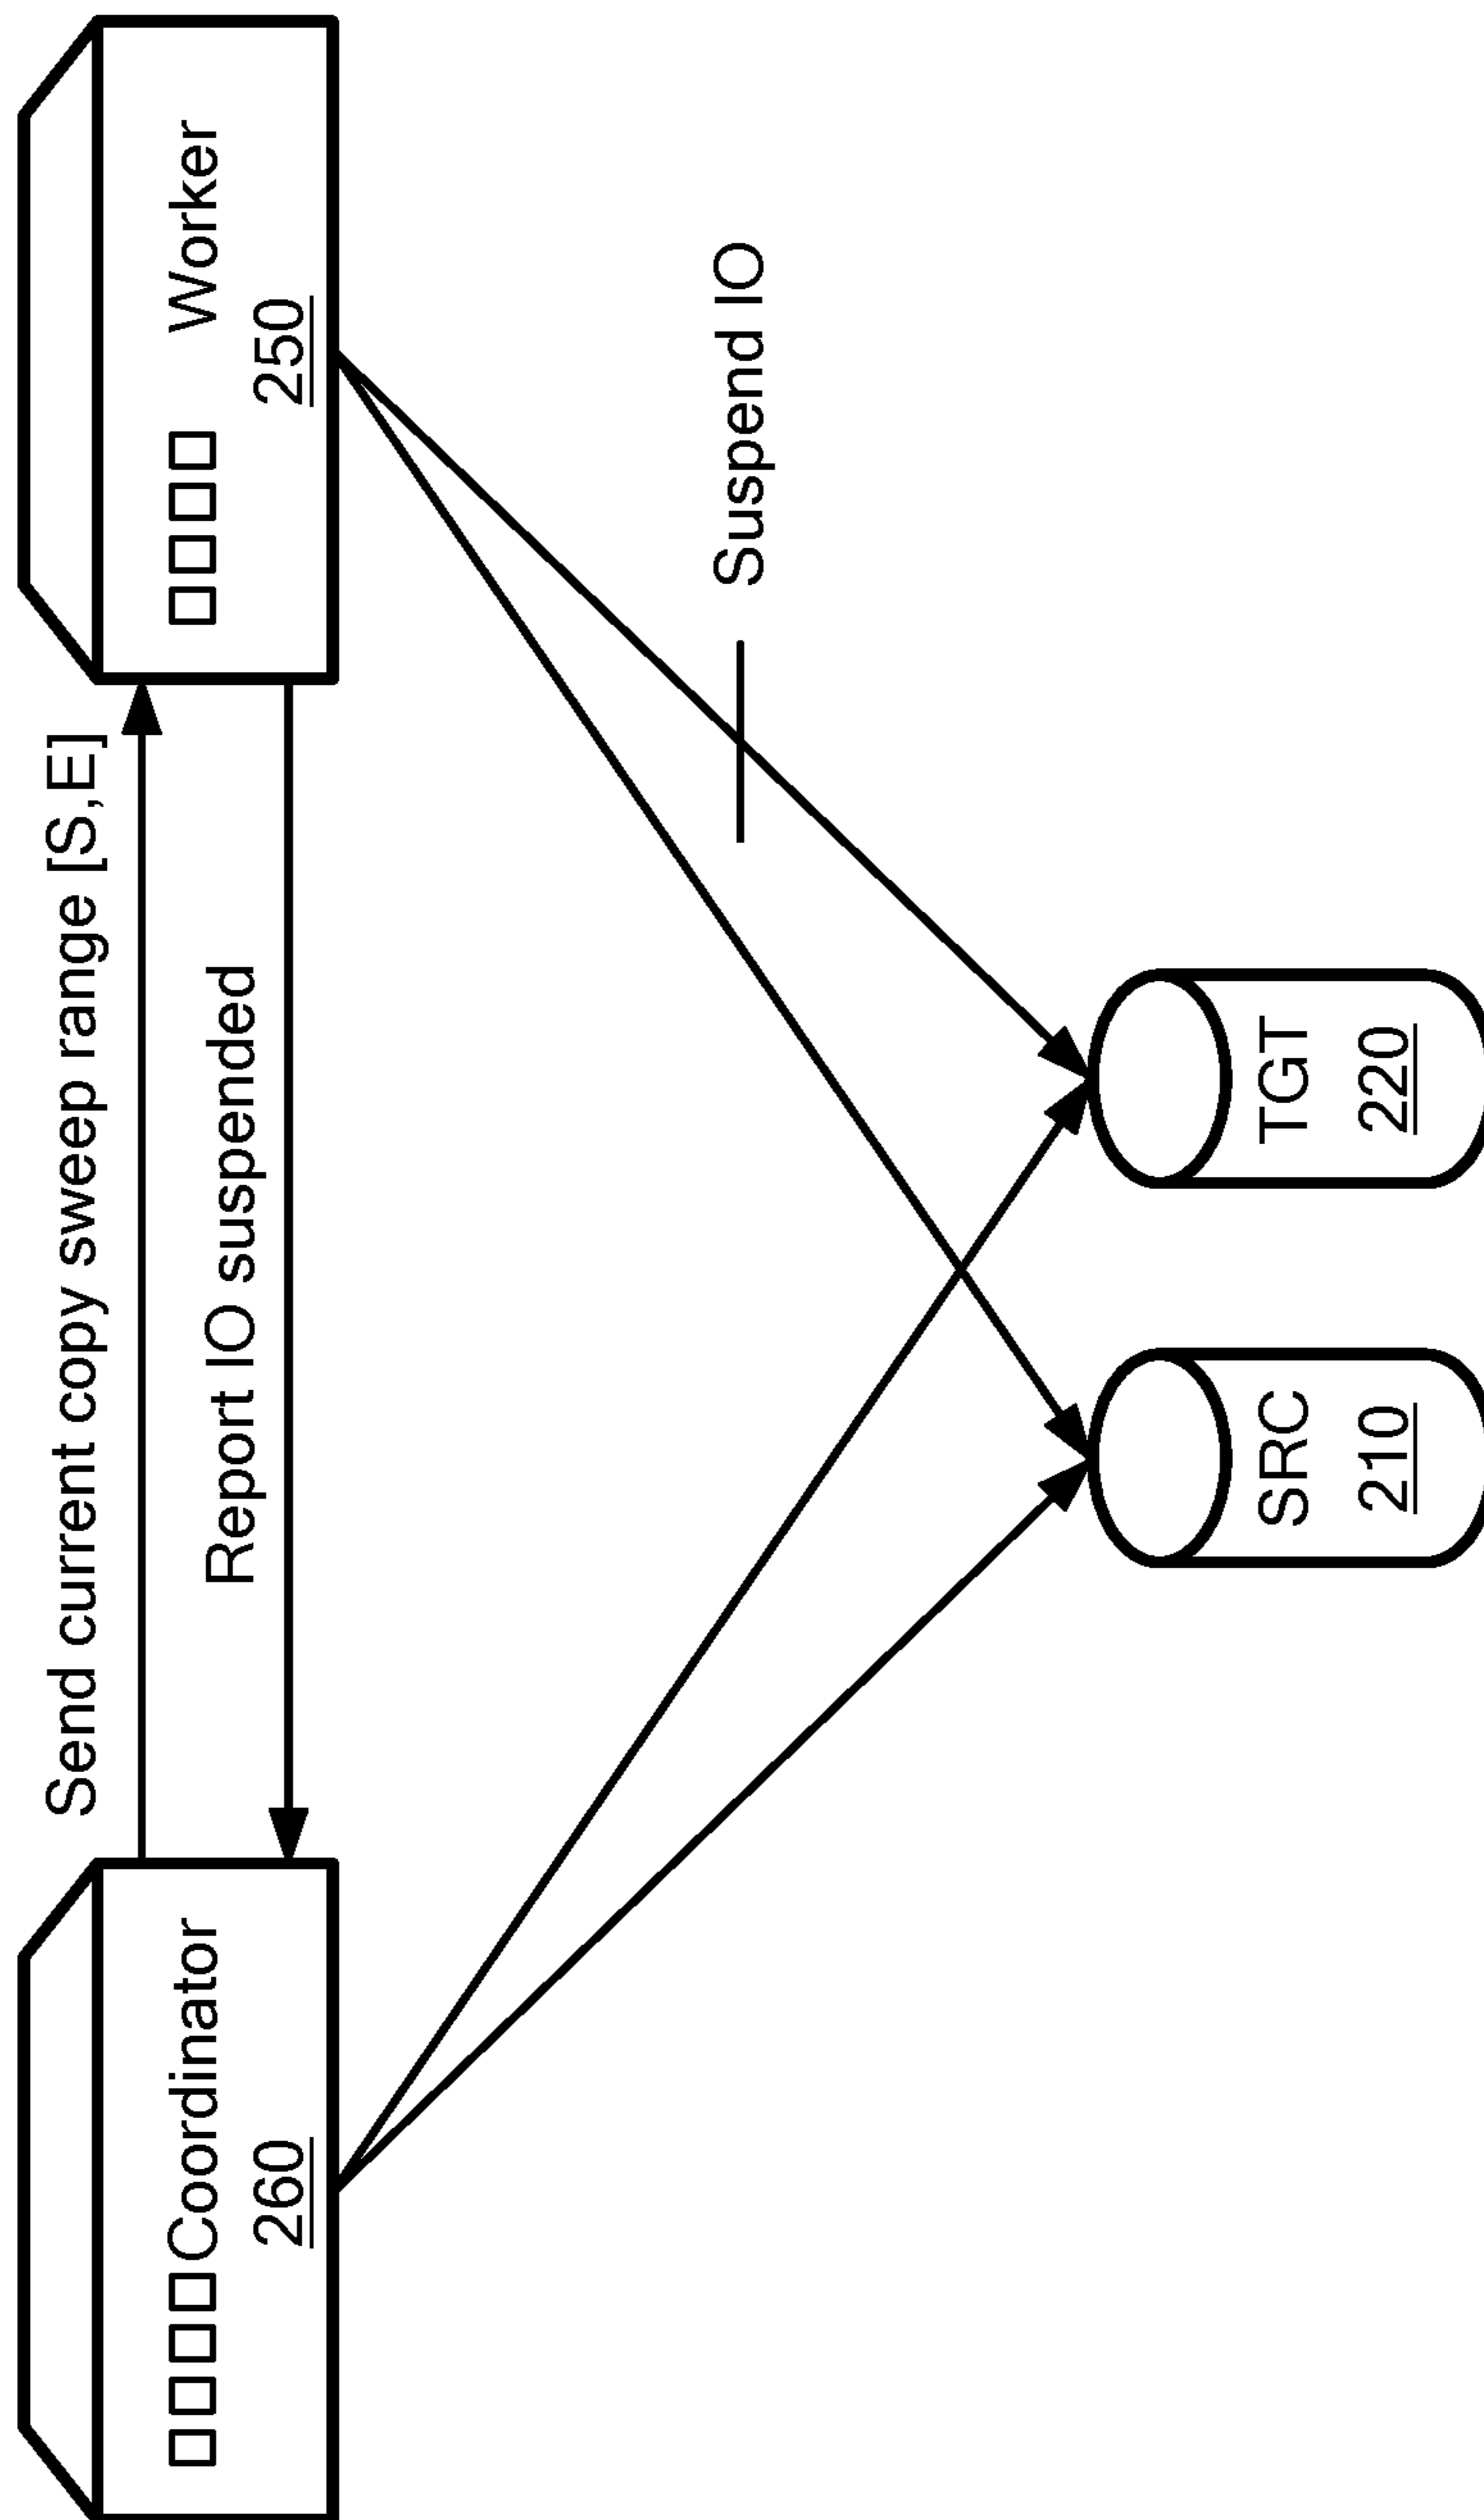 Send current copy sweep range [S,E]
Report IO suspended
Coordinator
260
Worker
250
Suspend IO
SRC
210
TGT
220